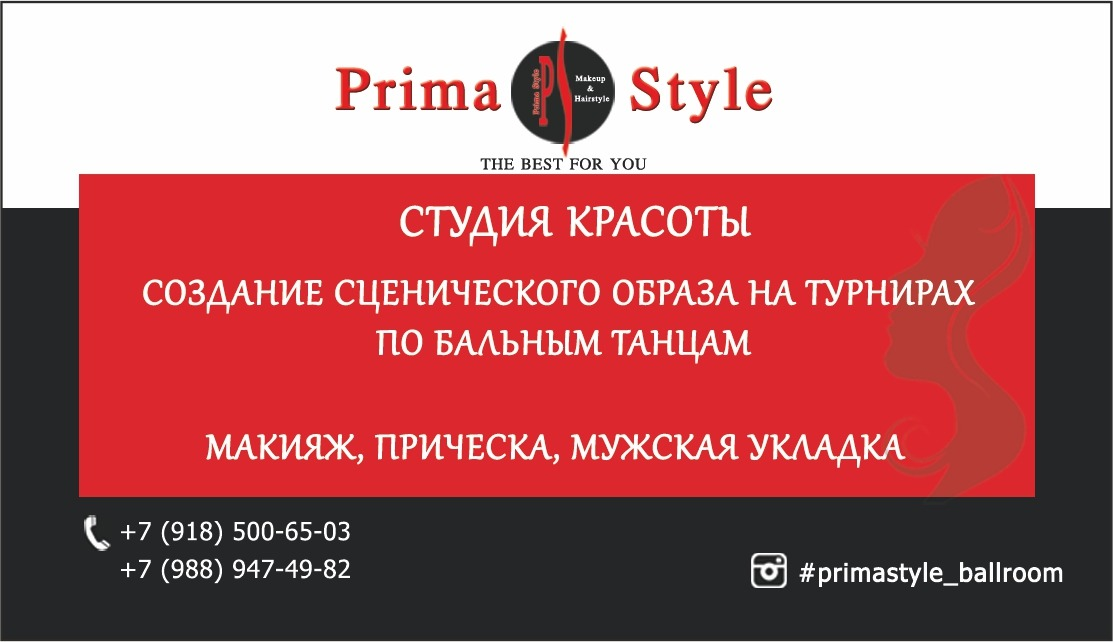 Prima Style
Prima Style
Makeup
&
Hairstyle
THE BEST FOR YOU
СТУДИЯ КРАСОТЫ
СОЗДАНИЕ СЦЕНИЧЕСКОГО ОБРАЗА НА ТУРНИРАХ
ПО БАЛЬНЫМ ТАНЦАМ
МАКИЯЖ, ПРИЧЕСКА, МУЖСКАЯ УКЛАДКА
+7 (918) 500-65-03
+7 (988) 947-49-82
#primastyle_ballroom